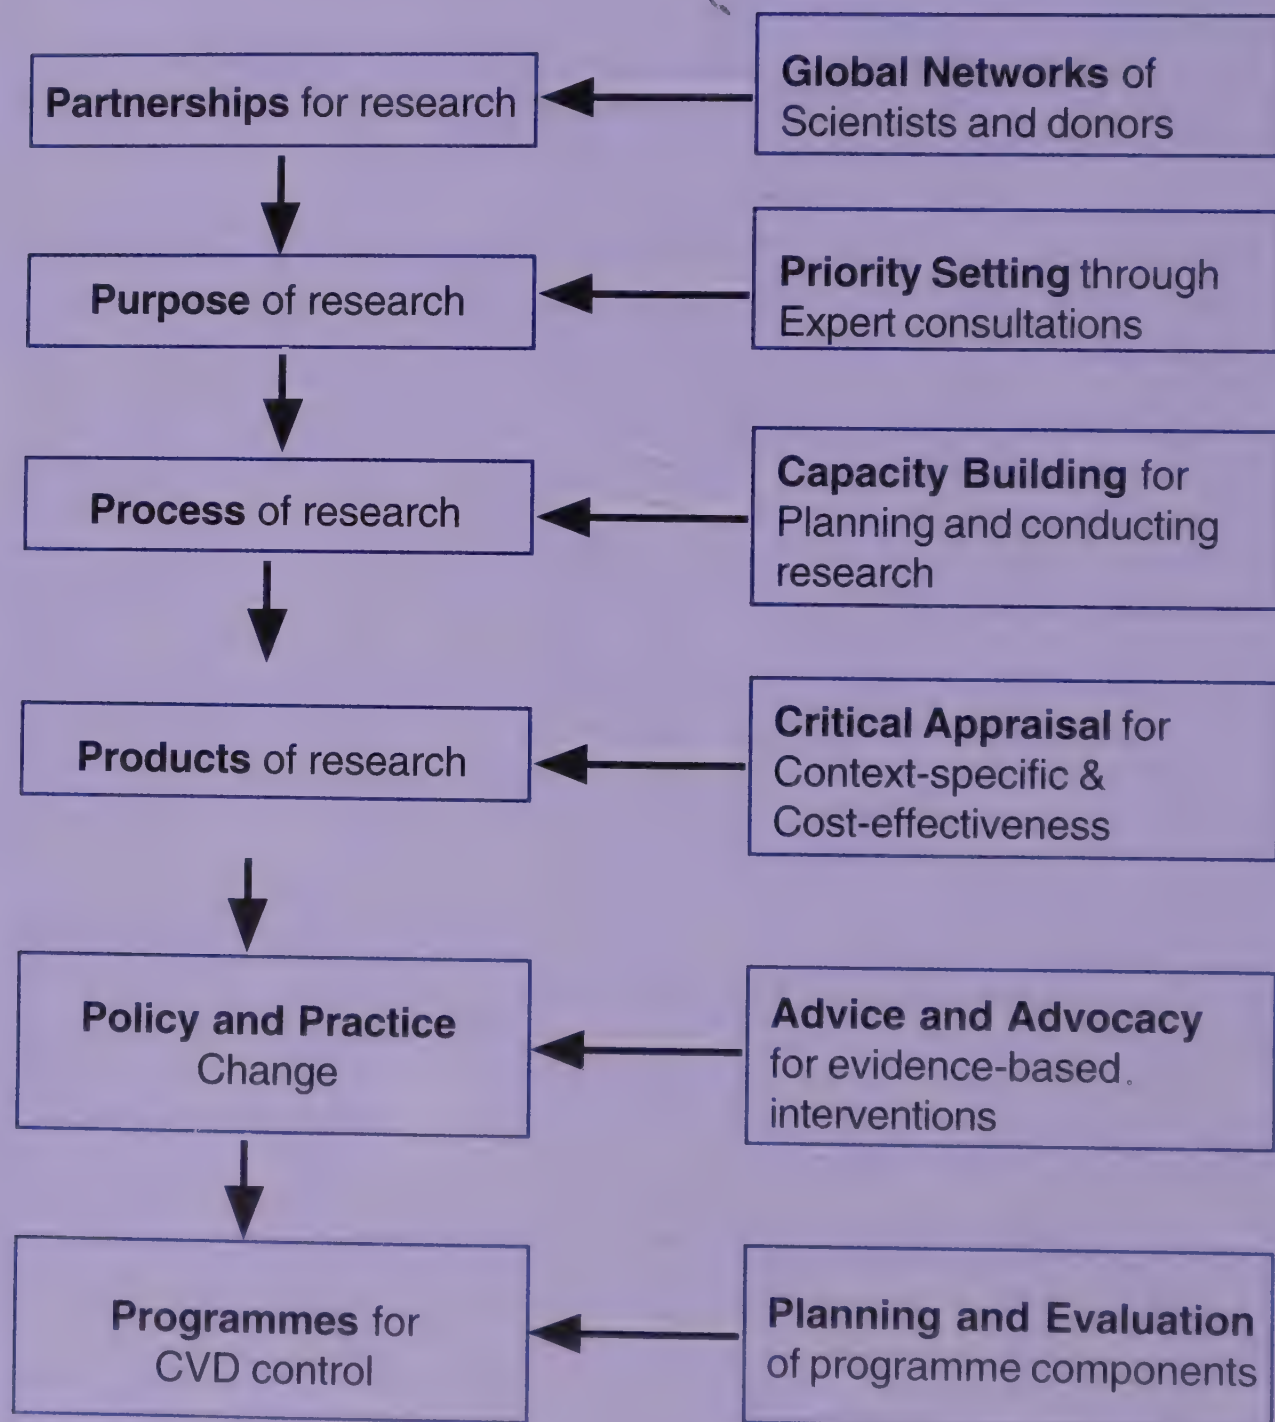 Partnerships for research
Global Networks of
Scientists and donors
Purpose of research
Priority Setting through
Expert consultations
Process of research
Capacity Building for
Planning and conducting
research
Products of research
Critical Appraisal for
Context-specific &
Cost-effectiveness
Policy and Practice
Change
Advice and Advocacy
for evidence-based.
interventions
Programmes for
CVD control
Planning and Evaluation
of programme components